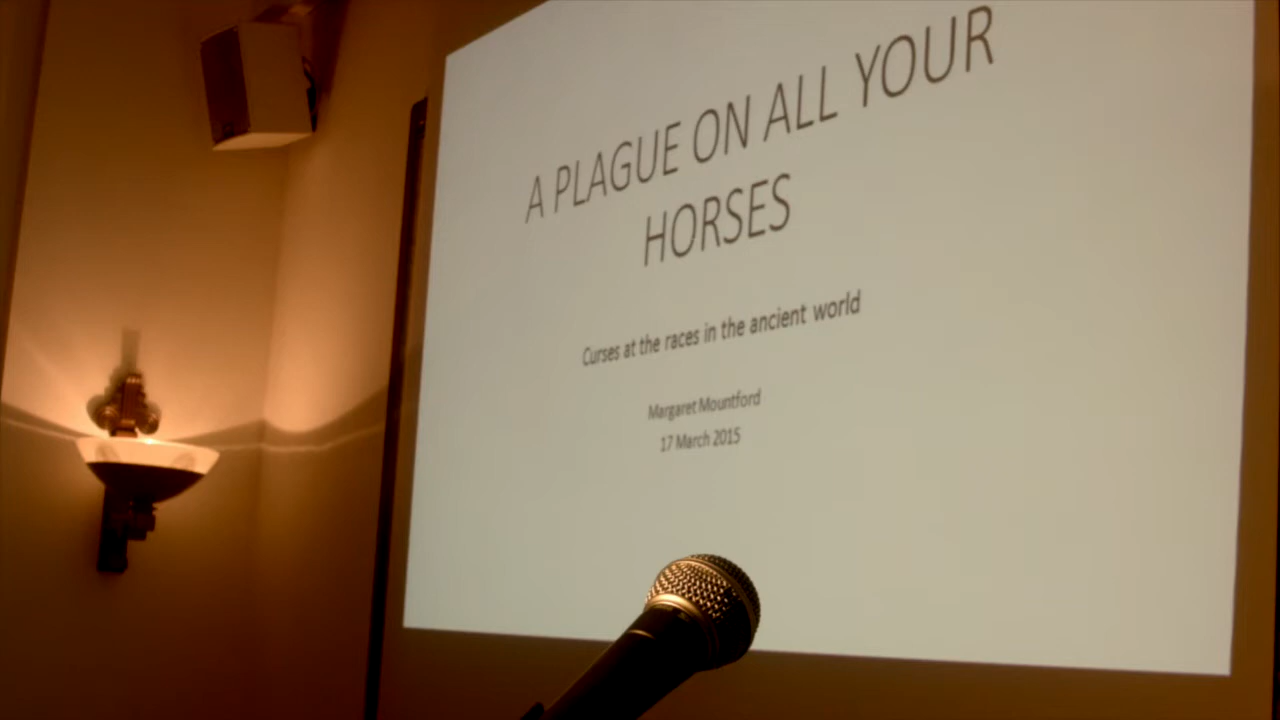 A PLAGUE ON ALL YOUR
HORSES
Curses at the races in the ancient world
Margaret Mountford
17 March 2015